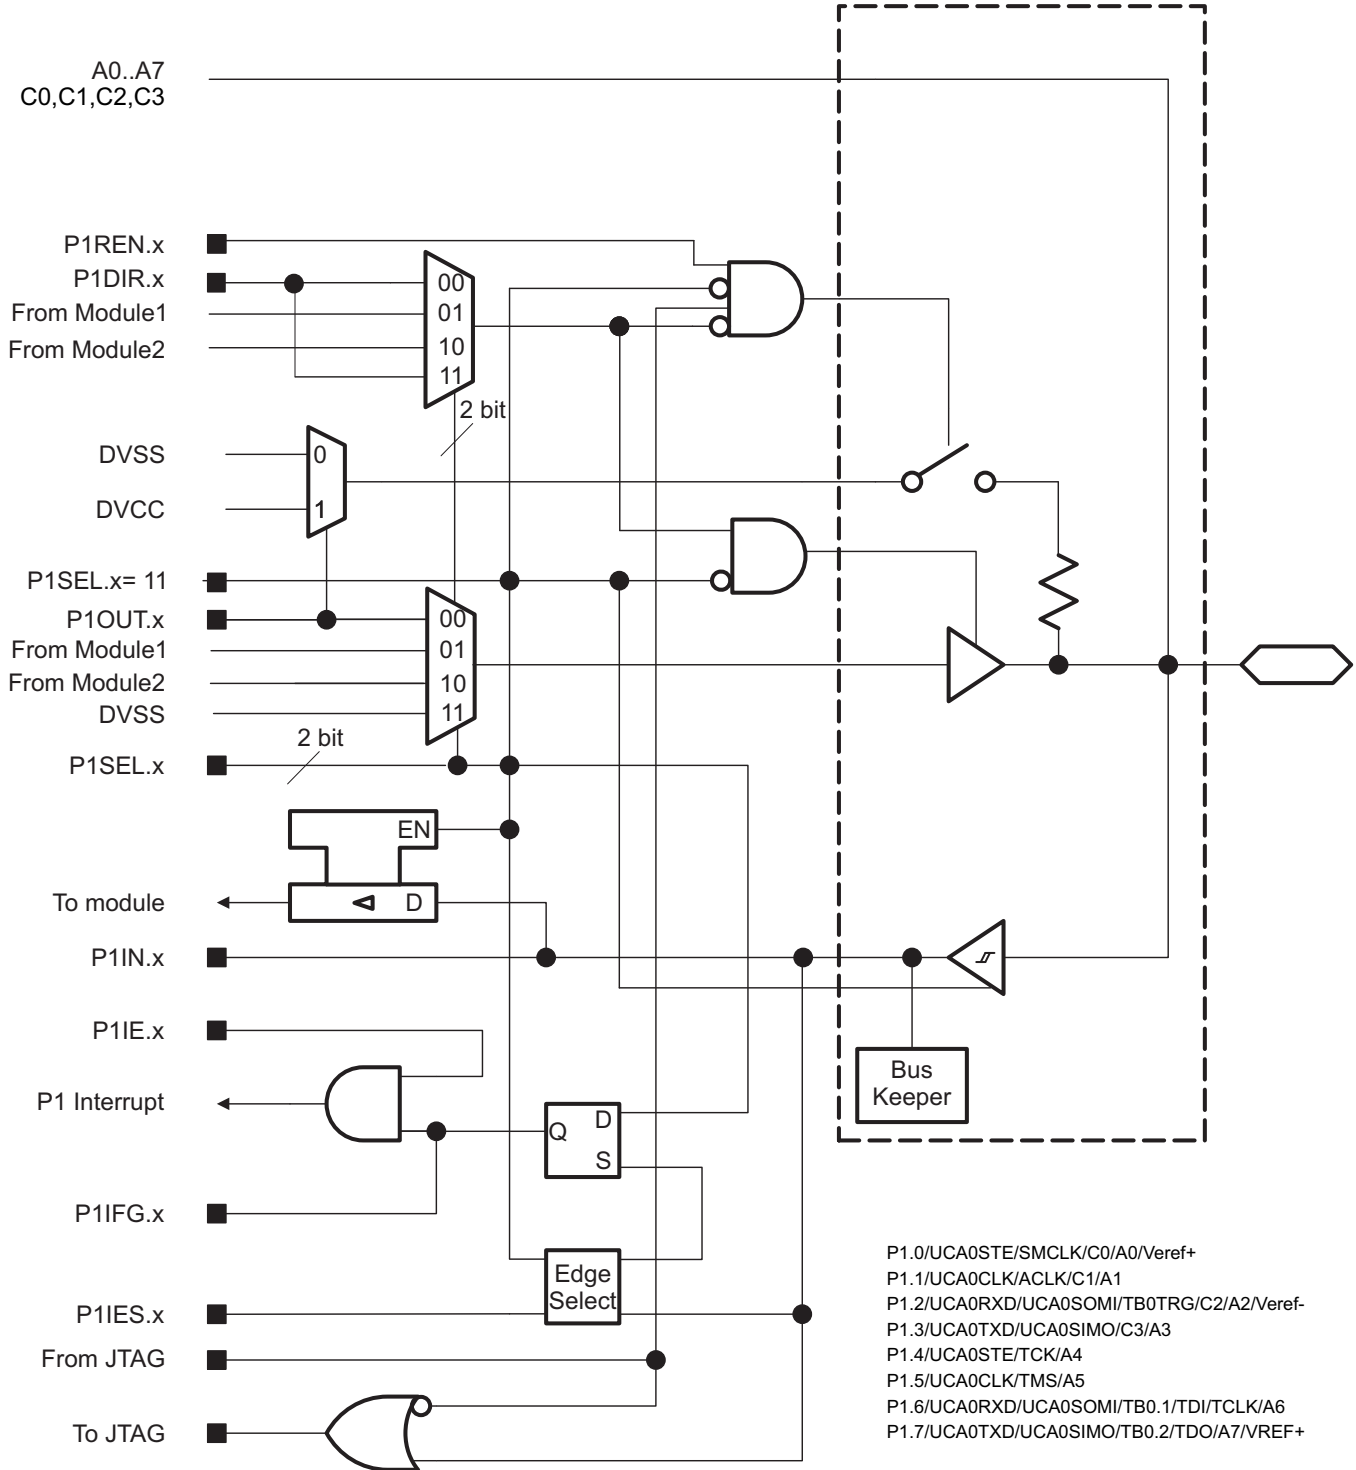 A0..A7
C0,C1,C2,C3
P1REN.x
P1DIR.x
00
From Module1
01
From Module2
10
11
2 bit
DVSS
0
DVCC
1
P1SEL.x= 11
P1OUT.x
00
From Module1
01
From Module2
10
DVSS
11
2 bit
P1SEL.x
EN
To module
D
P1IN.x
P1IE.x
Bus
Keeper
P1 Interrupt
Q
D
S
P1IFG.x
Edge
Select
P1IES.x
From JTAG
To JTAG
P1.0/UCA0STE/SMCLK/C0/A0/Veref+
P1.1/UCA0CLK/ACLK/C1/A1
P1.2/UCA0RXD/UCA0SOMI/TB0TRG/C2/A2/Veref-
P1.3/UCA0TXD/UCA0SIMO/C3/A3
P1.4/UCA0STE/TCK/A4
P1.5/UCA0CLK/TMS/A5
P1.6/UCA0RXD/UCA0SOMI/TB0.1/TDI/TCLK/A6
P1.7/UCA0TXD/UCA0SIMO/TB0.2/TDO/A7/VREF+